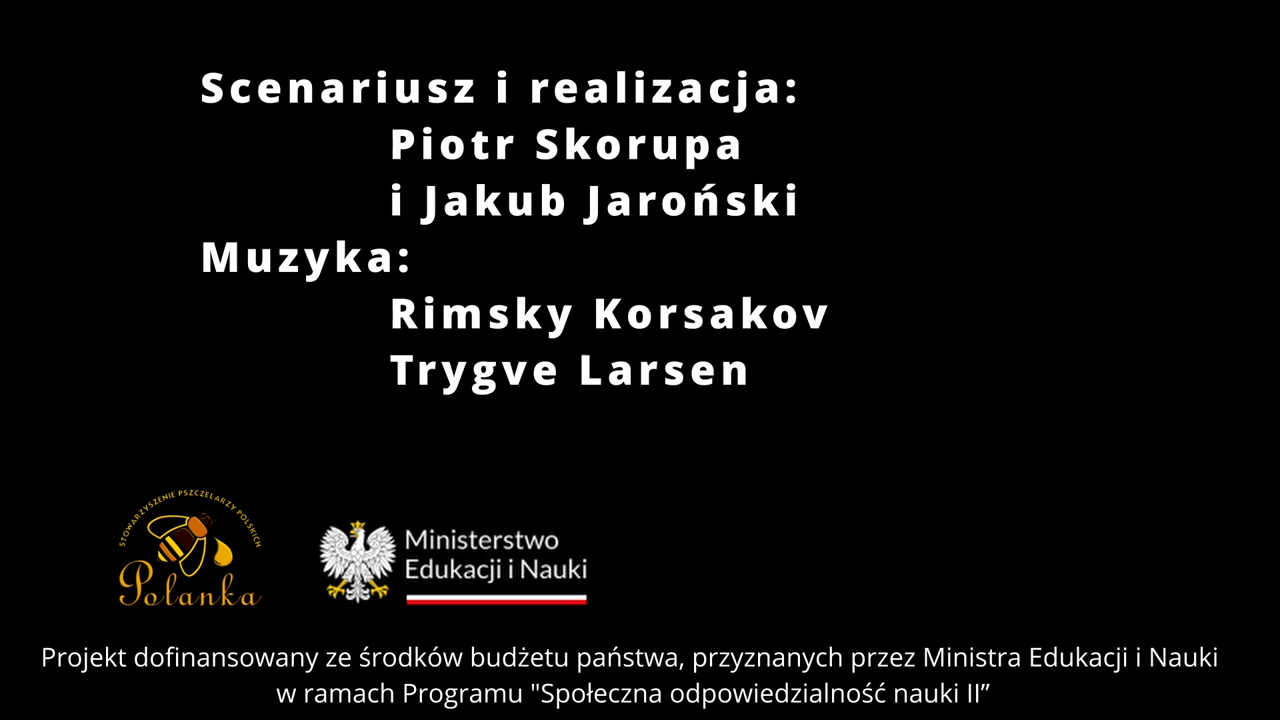 Scenariusz i realizacja:
Piotr Skorupa
i Jakub Jaroński
Muzyka:
Rimsky Korsakov
Trygve Larsen
STOWARZYSZENIE PSZCZELARZY POLSKICH
Polanka
Ministerstwo
Edukacji i Nauki
Projekt dofinansowany ze środków budżetu państwa, przyznanych przez Ministra Edukacji i Nauki
w ramach Programu "Społeczna odpowiedzialność nauki II”